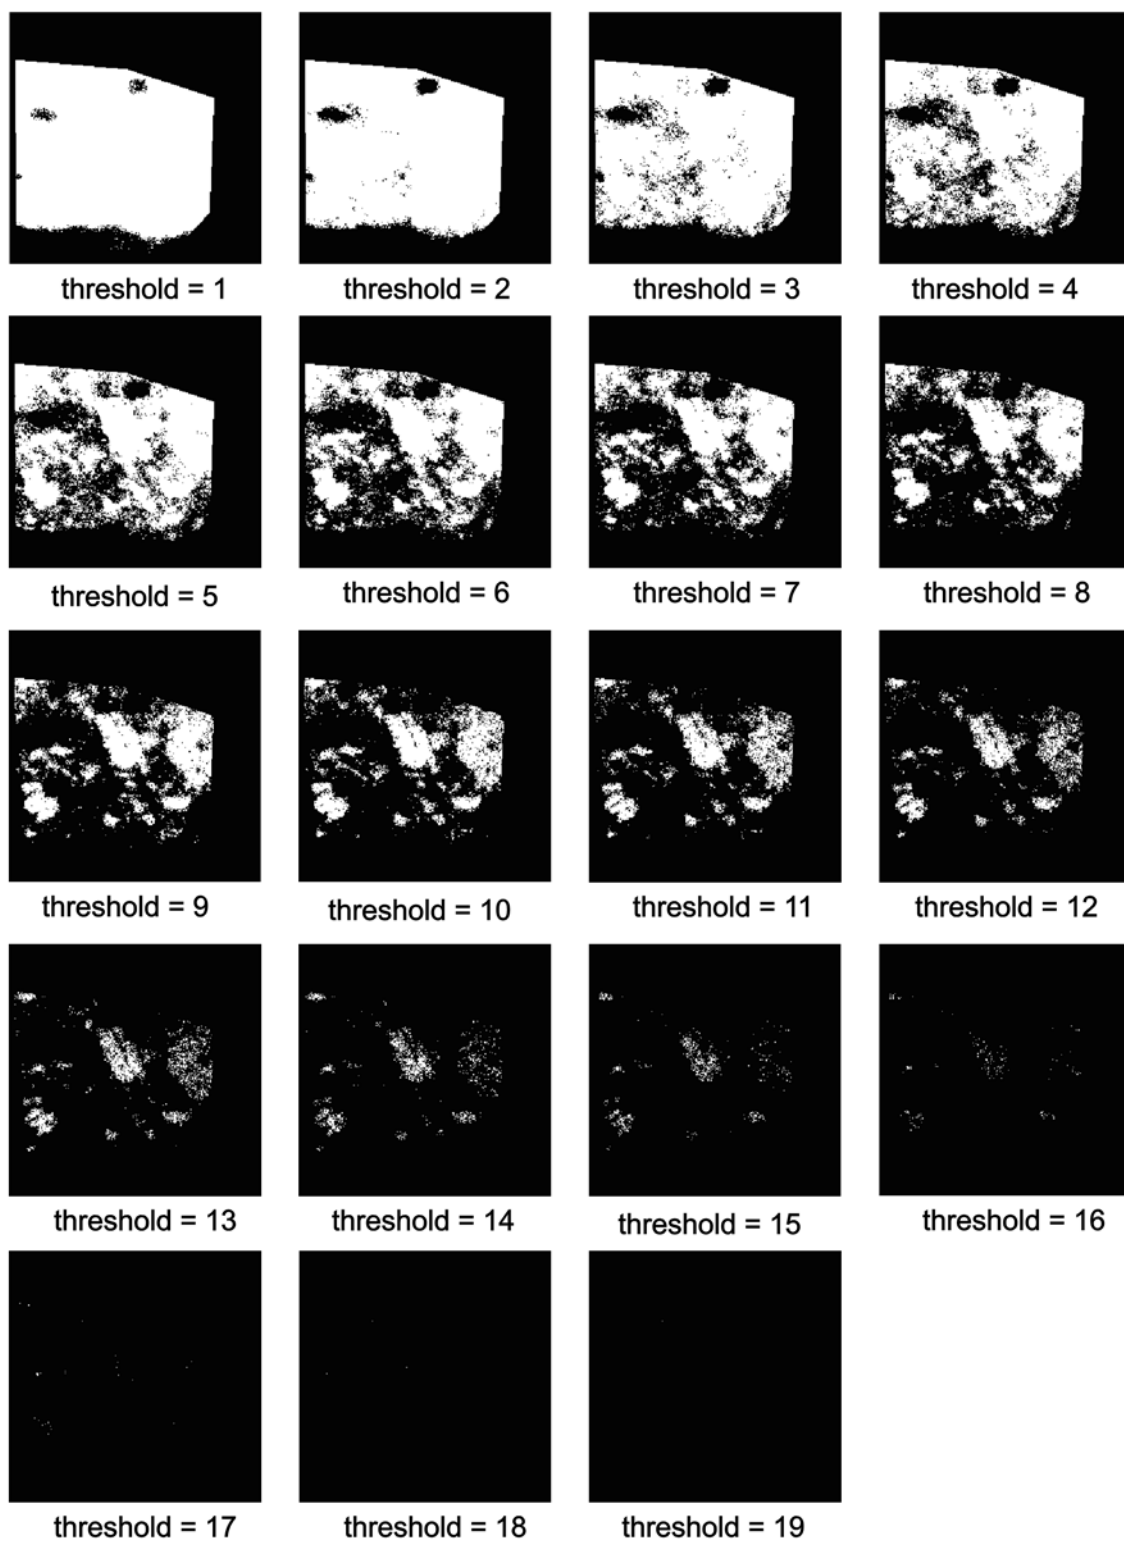 threshold = 1 threshold = 2 threshold = 3 threshold = 4
threshold = 5 threshold = 6 threshold = 7 threshold = 8
threshold = 9 threshold = 10 threshold = 11 threshold = 12
threshold = 13 threshold = 14 threshold = 15 threshold = 16
threshold = 17 threshold = 18 threshold = 19